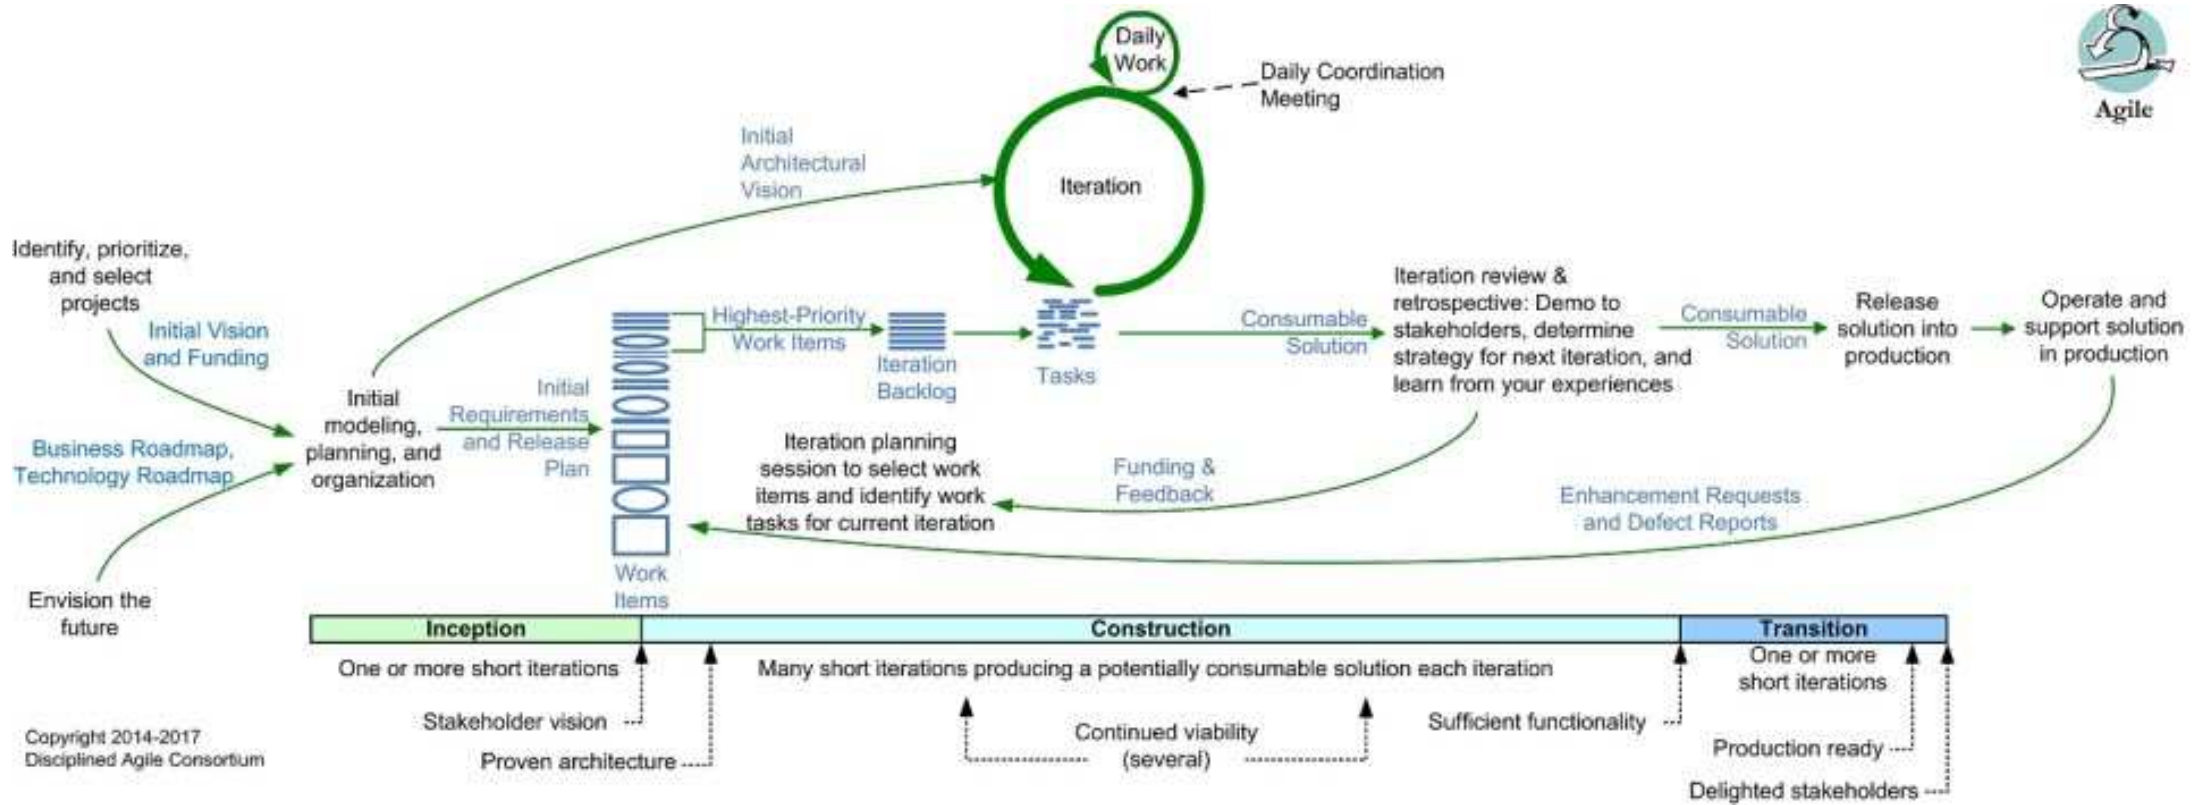 Daily
Work
Daily Coordination
Meeting
Agile
Initial
Architectural
Vision
Iteration
Identify, prioritize,
and select
projects
Initial Vision
and Funding
Highest-Priority
Work Items
Iteration
Backlog
Tasks
Consumable
Solution
Iteration review &
retrospective: Demo to
stakeholders, determine
strategy for next iteration, and
learn from your experiences
Consumable
Solution
Release
solution into
production
Operate and
support solution
in production
Initial
modeling,
planning, and
organization
Initial
Requirements
and Release
Plan
Business Roadmap,
Technology Roadmap
Iteration planning
session to select work
items and identify work
tasks for current iteration
Funding &
Feedback
Enhancement Requests
and Defect Reports
Envision the
future
Work
Items
Inception
Construction
Transition
One or more short iterations
Many short iterations producing a potentially consumable solution each iteration
One or more
short iterations
Stakeholder vision
Proven architecture
Continued viability
(several)
Sufficient functionality
Production ready
Delighted stakeholders
Copyright 2014-2017
Disciplined Agile Consortium